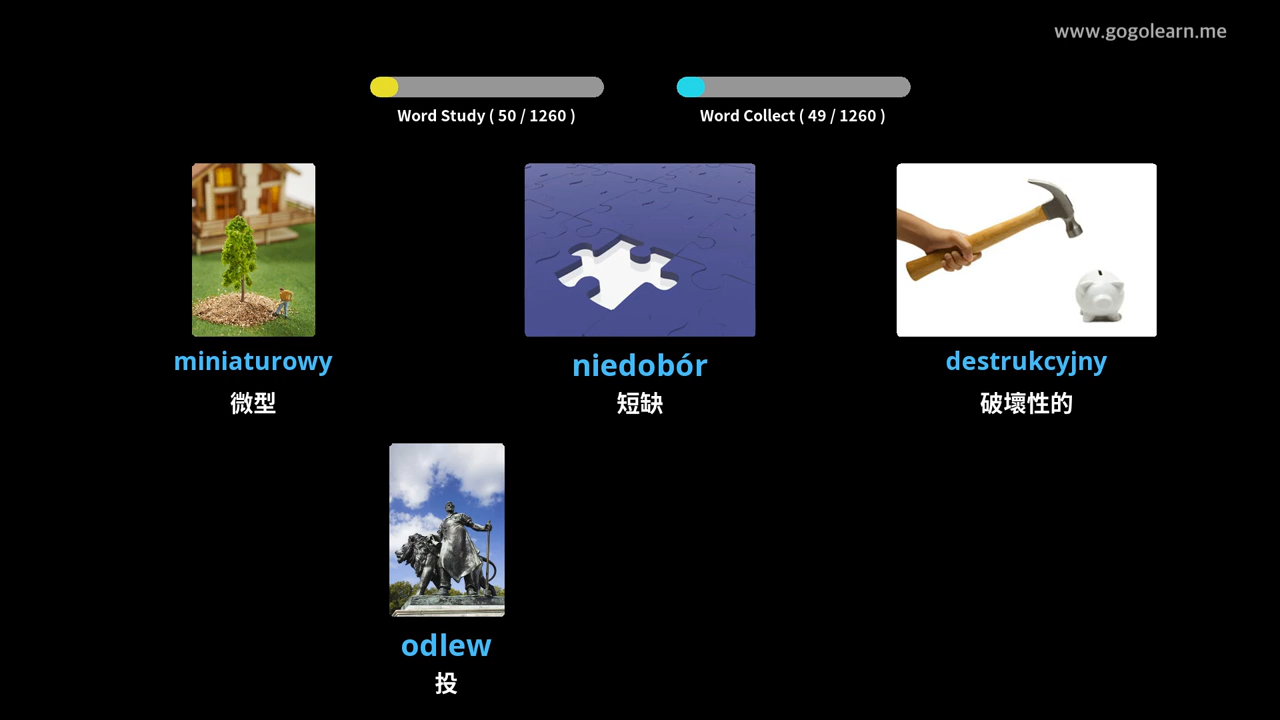 www.gogolearn.me
Word Study ( 50 / 1260 )
Word Collect ( 49 / 1260 )
miniaturowy
微型
niedobór
短缺
destrukcyjny
破壞性的
odlew
投